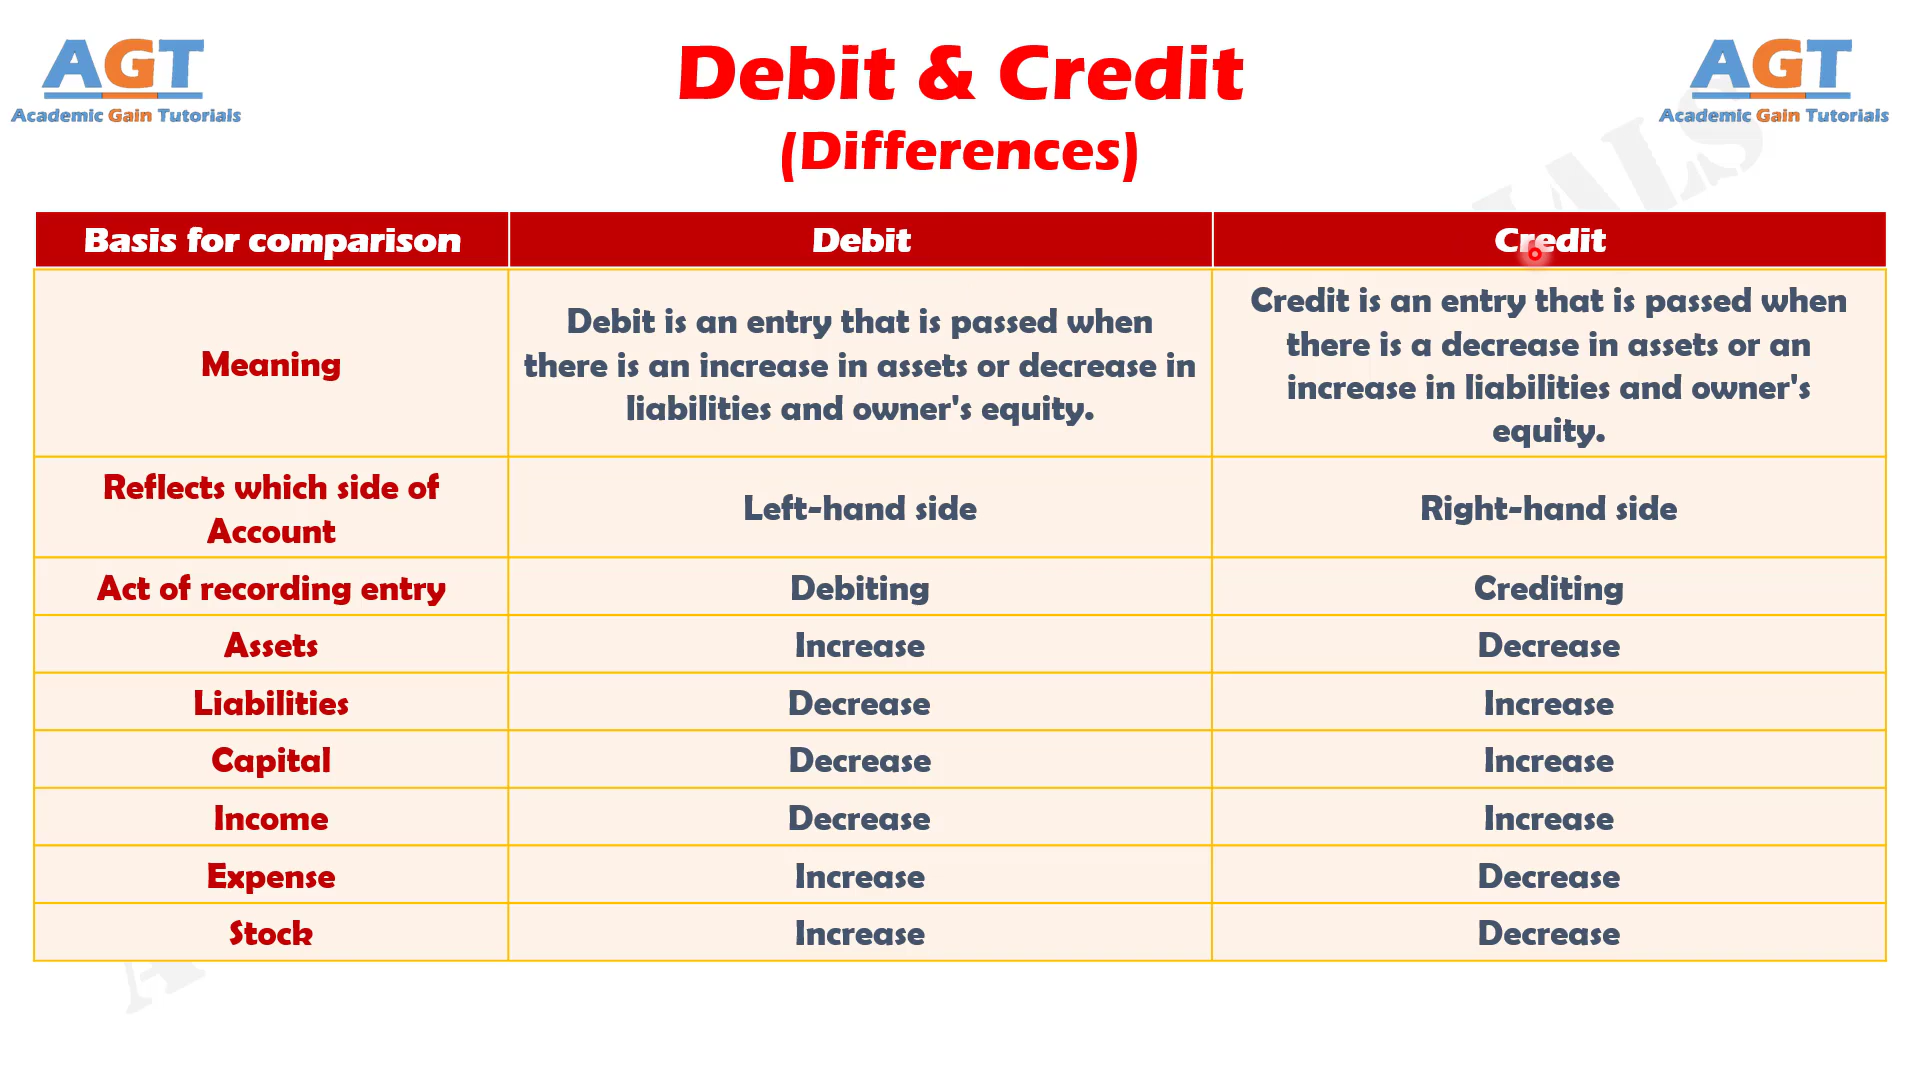 AGT
Academic Gain Tutorials
Debit & Credit
(Differences)
AGT
Academic Gain Tutorials
Basis for comparison
Debit
Credit
Meaning
Debit is an entry that is passed when
there is an increase in assets or decrease in
liabilities and owner's equity.
Credit is an entry that is passed when
there is a decrease in assets or an
increase in liabilities and owner's
equity.
Reflects which side of
Account
Left-hand side
Right-hand side
Act of recording entry
Debiting
Crediting
Assets
Increase
Decrease
Liabilities
Decrease
Increase
Capital
Decrease
Increase
Income
Decrease
Increase
Expense
Increase
Decrease
Stock
Increase
Decrease